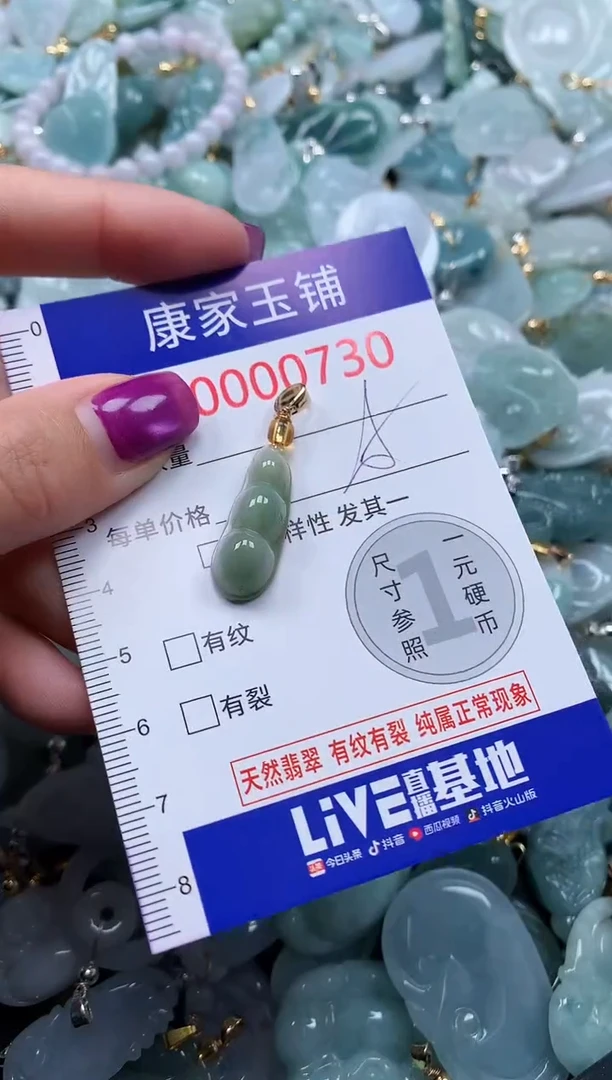 康家玉铺
0000730
量
每单价格
样性 发其一
有纹
有裂
尺寸参照
一元硬币
1
天然翡翠 有纹有裂 纯属正常现象
LiVE直播基地
今日头条 抖音 西瓜视频 抖音火山版
0
3
4
5
6
7
8